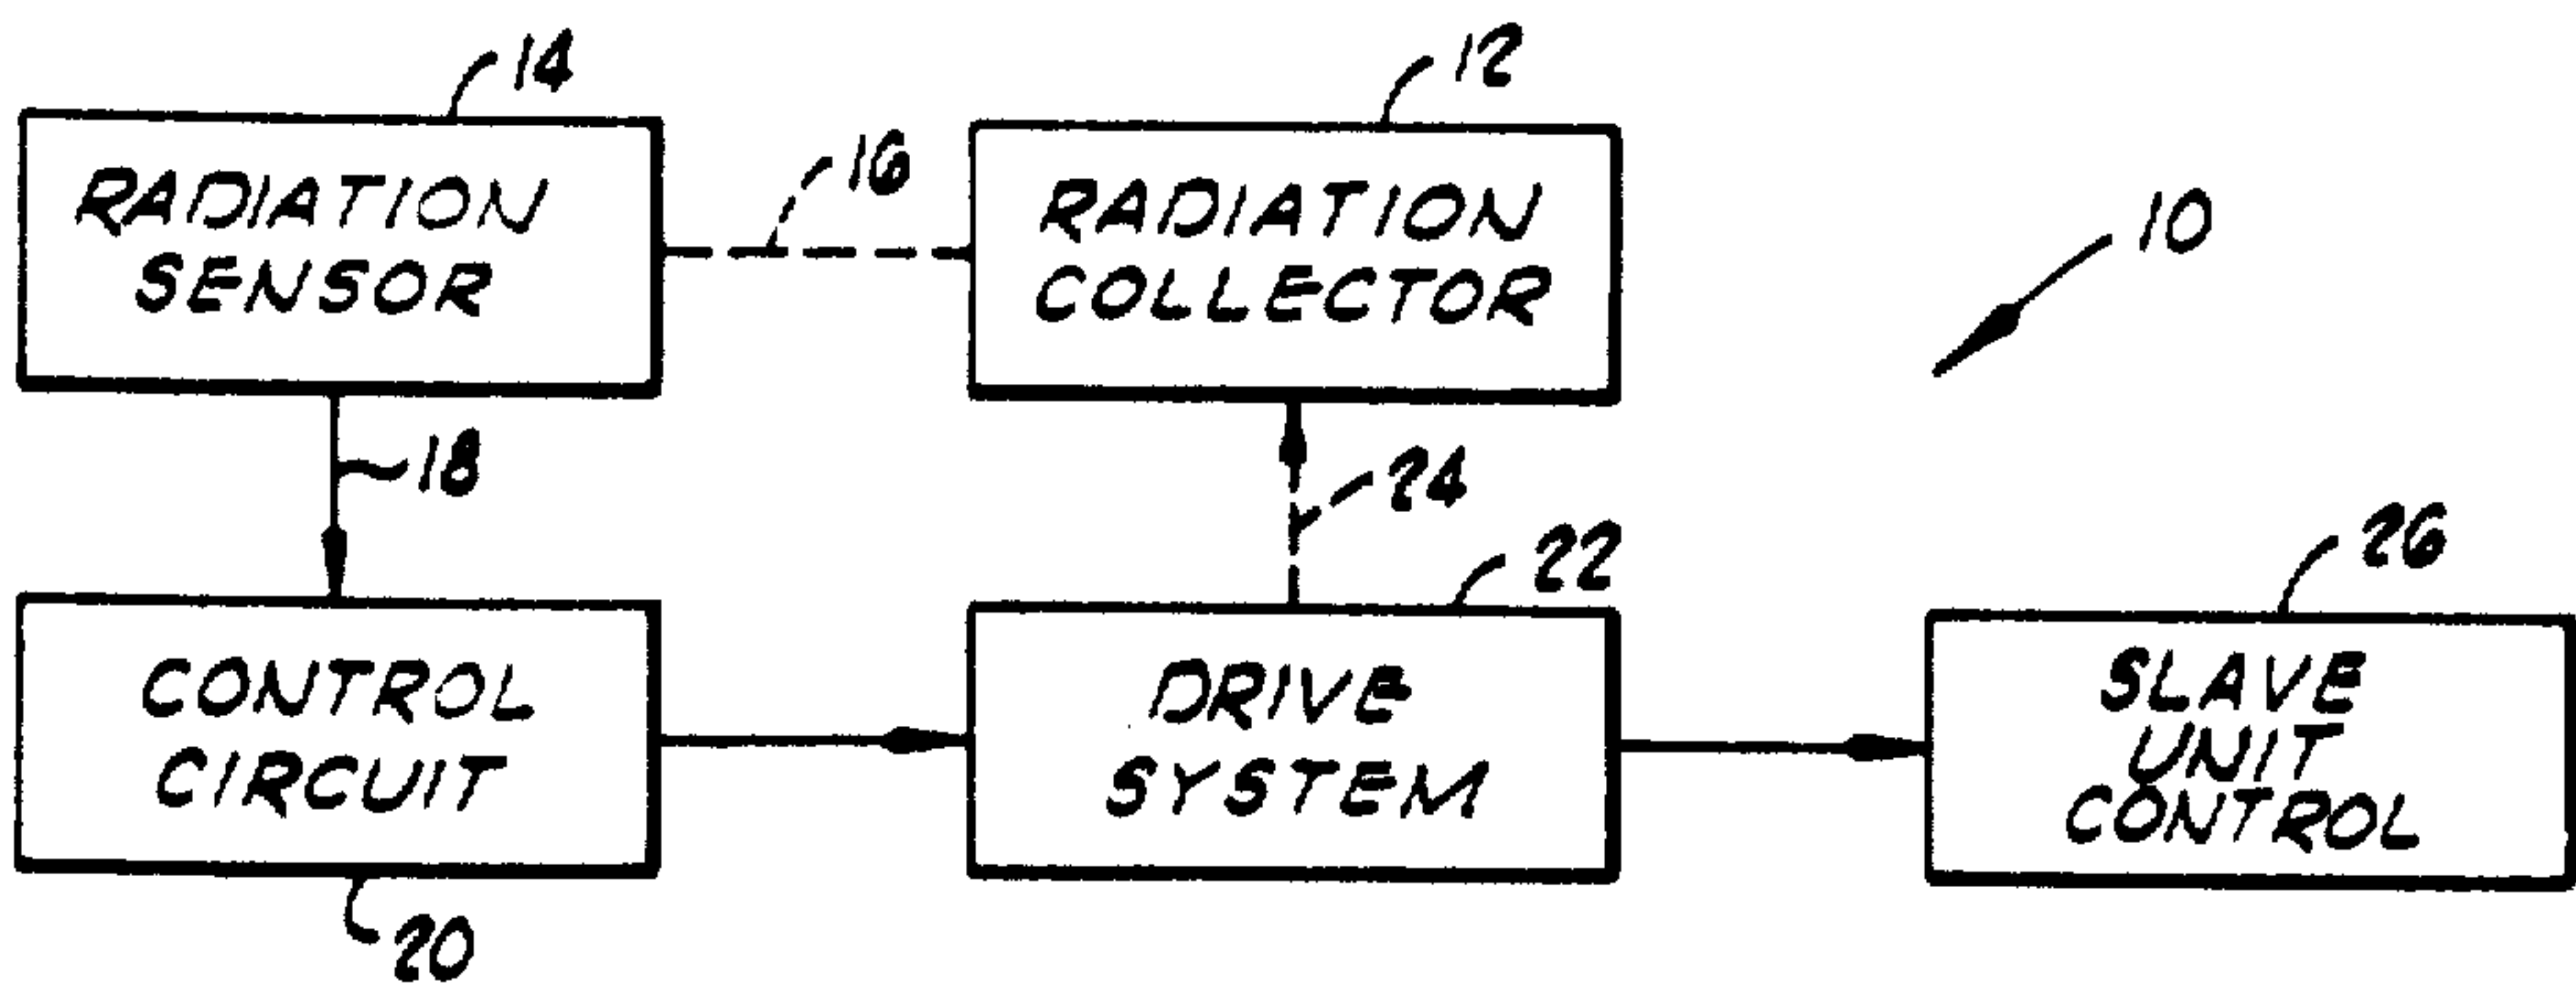 14
12
RADIATION
SENSOR
16
RADIATION
COLLECTOR
10
18
24
22
26
CONTROL
CIRCUIT
DRIVE
SYSTEM
SLAVE
UNIT
CONTROL
20